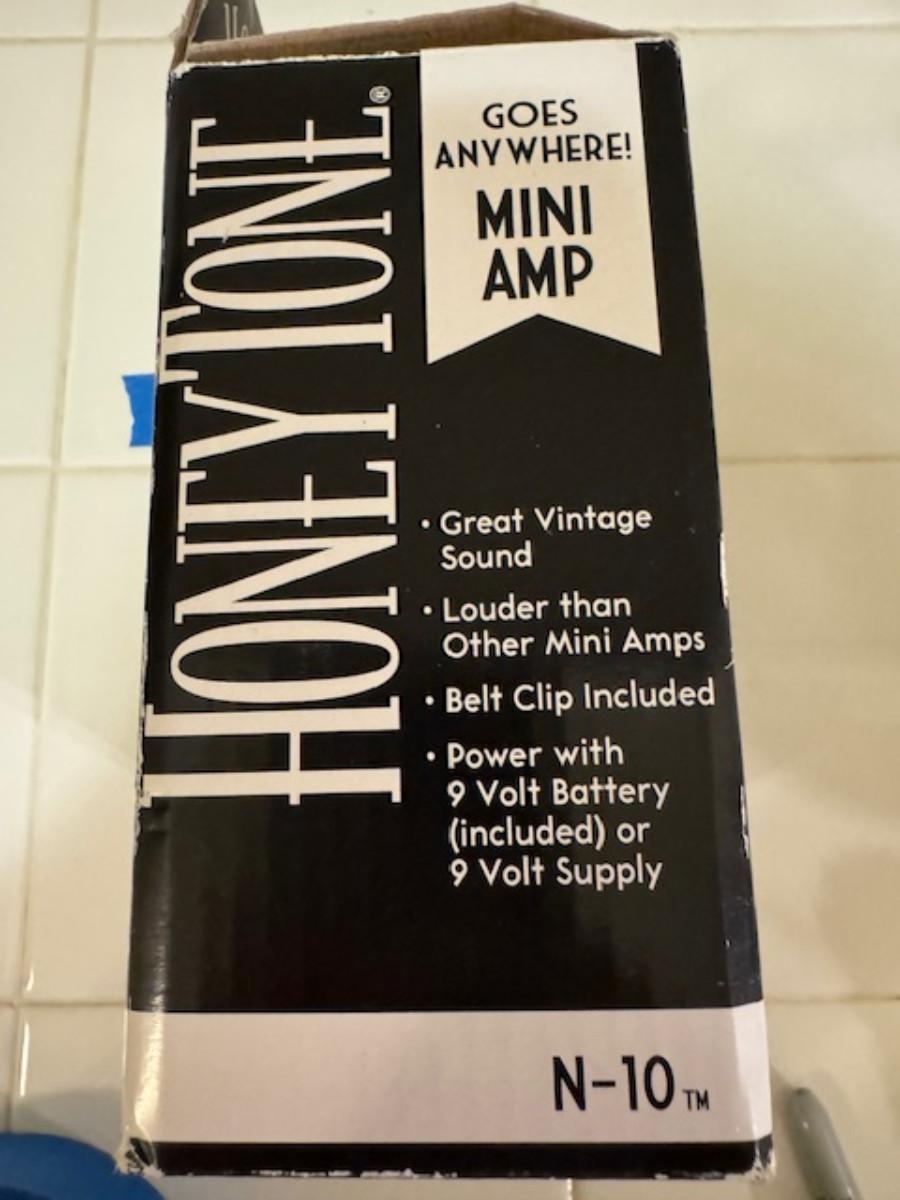 HONEYTONE®
GOES
ANYWHERE!
MINI
AMP
• Great Vintage
Sound
• Louder than
Other Mini Amps
• Belt Clip Included
• Power with
9 Volt Battery
(included) or
9 Volt Supply
N-10™